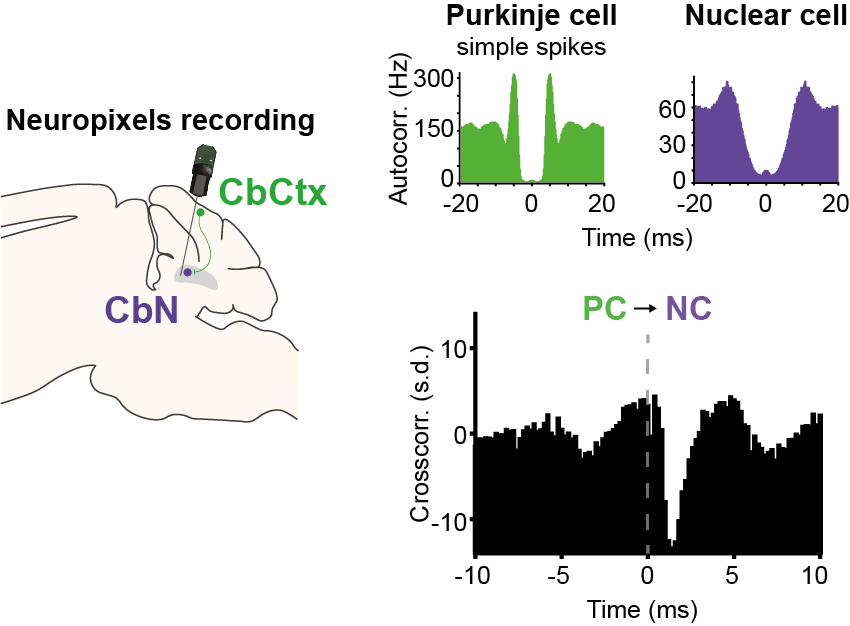 Neuropixels recording
CbCtx
CbN
Purkinje cell
simple spikes
Autocorr. (Hz)
300
150
0
-20 0 20
Nuclear cell
60
30
0
-20 0 20
Time (ms)
PC → NC
Crosscorr. (s.d.)
10
0
-10
-10 -5 0 5 10
Time (ms)